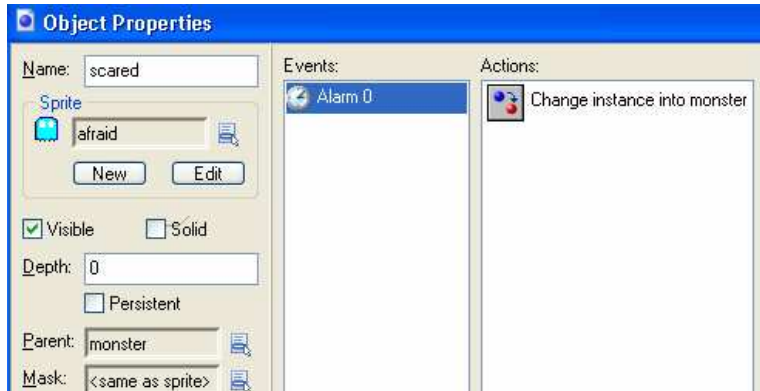 Object Properties
Name: scared
Sprite
afraid
New Edit
Visible Solid
Depth: 0
Persistent
Parent: monster
Mask: <same as sprite>
Events:
Alarm 0
Actions:
Change instance into monster